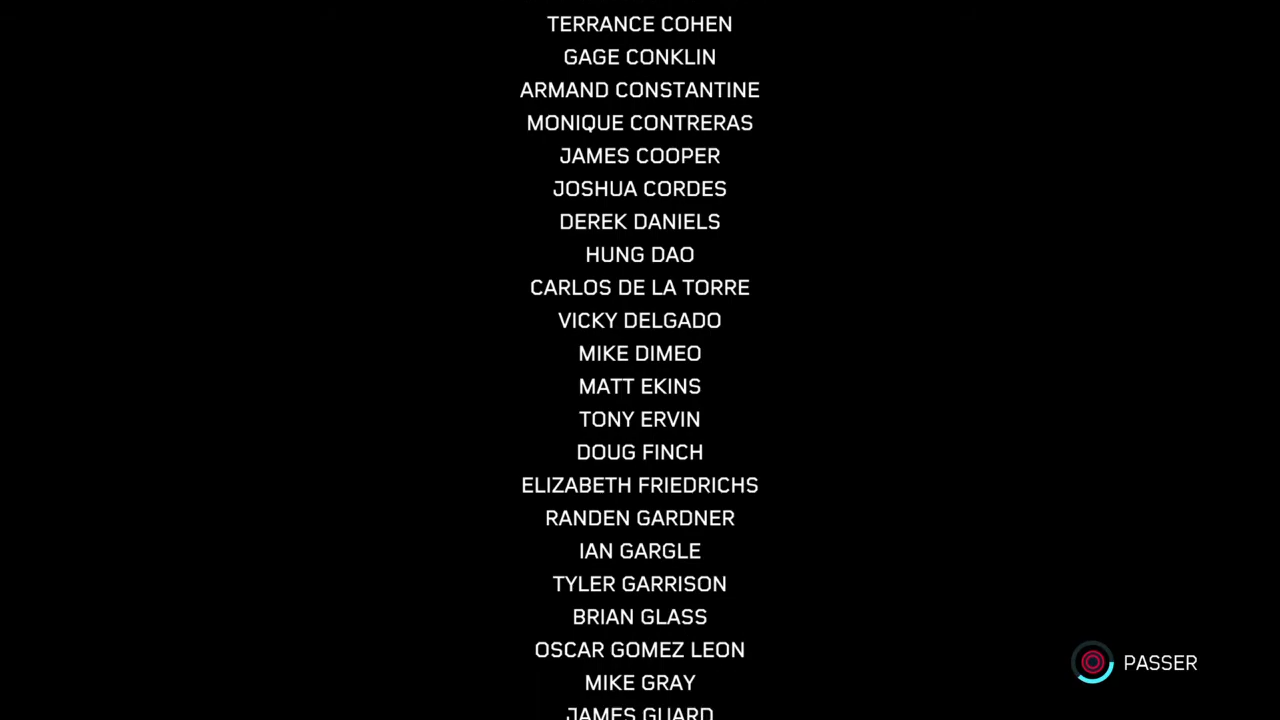 TERRANCE COHEN
GAGE CONKLIN
ARMAND CONSTANTINE
MONIQUE CONTRERAS
JAMES COOPER
JOSHUA CORDES
DEREK DANIELS
HUNG DAO
CARLOS DE LA TORRE
VICKY DELGADO
MIKE DIMEO
MATT EKINS
TONY ERVIN
DOUG FINCH
ELIZABETH FRIEDRICHS
RANDEN GARDNER
IAN GARGLE
TYLER GARRISON
BRIAN GLASS
OSCAR GOMEZ LEON
PASSER
MIKE GRAY
JAMES GUARD